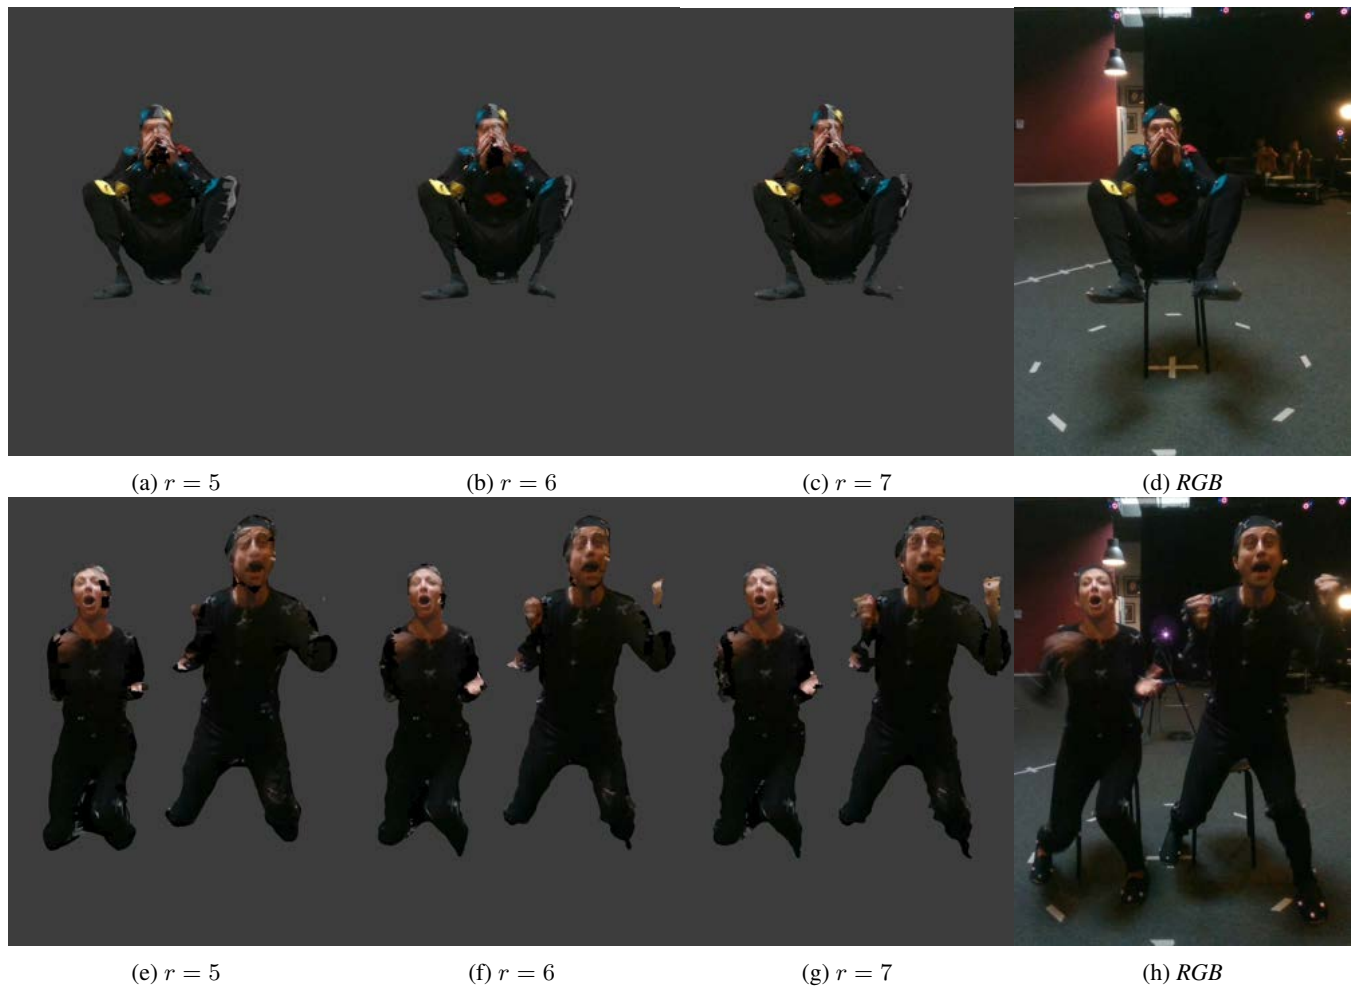 (a) r = 5
(b) r = 6
(c) r = 7
(d) RGB
(e) r = 5
(f) r = 6
(g) r = 7
(h) RGB